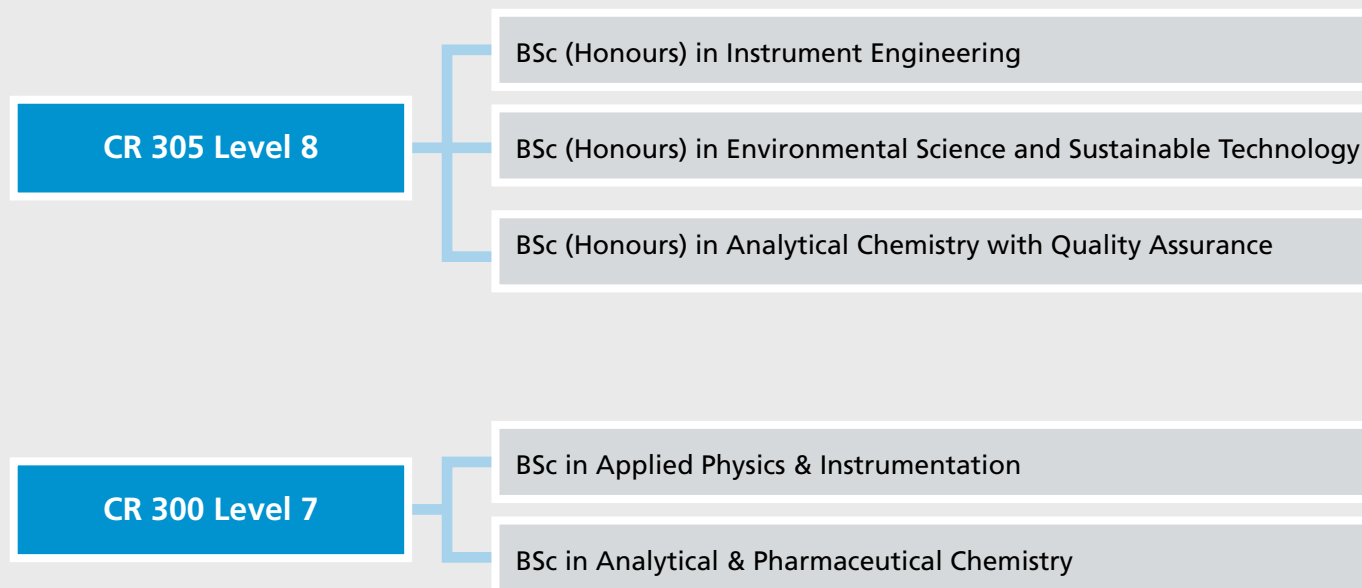 CR 305 Level 8
BSc (Honours) in Instrument Engineering
BSc (Honours) in Environmental Science and Sustainable Technology
BSc (Honours) in Analytical Chemistry with Quality Assurance
CR 300 Level 7
BSc in Applied Physics & Instrumentation
BSc in Analytical & Pharmaceutical Chemistry